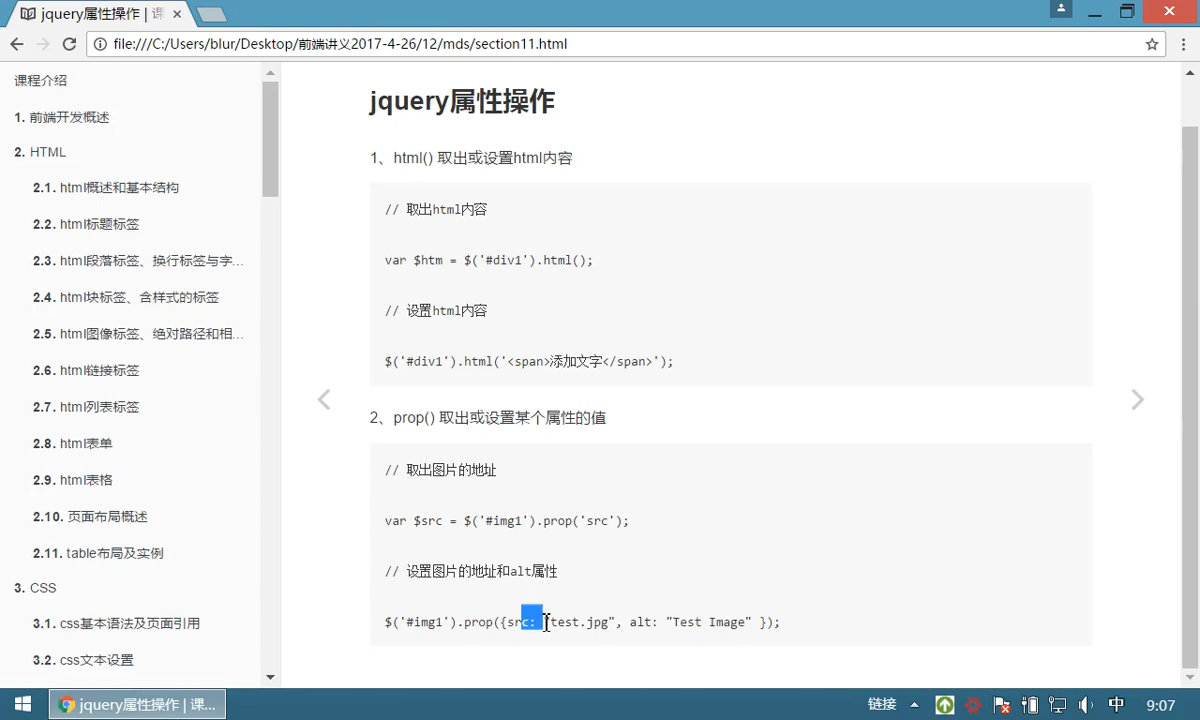 jquery属性操作 | 课
file:///C:/Users/blur/Desktop/前端讲义2017-4-26/12/mds/section11.html
课程介绍
1. 前端开发概述
2. HTML
2.1. html概述和基本结构
2.2. html标题标签
2.3. html段落标签、换行标签与字...
2.4. html块标签、含样式的标签
2.5. html图像标签、绝对路径和相...
2.6. html链接标签
2.7. html列表标签
2.8. html表单
2.9. html表格
2.10. 页面布局概述
2.11. table布局及实例
3. CSS
3.1. css基本语法及页面引用
3.2. css文本设置
jquery属性操作
1、html() 取出或设置html内容
// 取出html内容
var $htm = $('#div1').html();
// 设置html内容
$('#div1').html('<span>添加文字</span>');
2、prop() 取出或设置某个属性的值
// 取出图片的地址
var $src = $('#img1').prop('src');
// 设置图片的地址和alt属性
$('#img1').prop({src: "test.jpg", alt: "Test Image" });
jquery属性操作 | 课...
链接
中
9:07